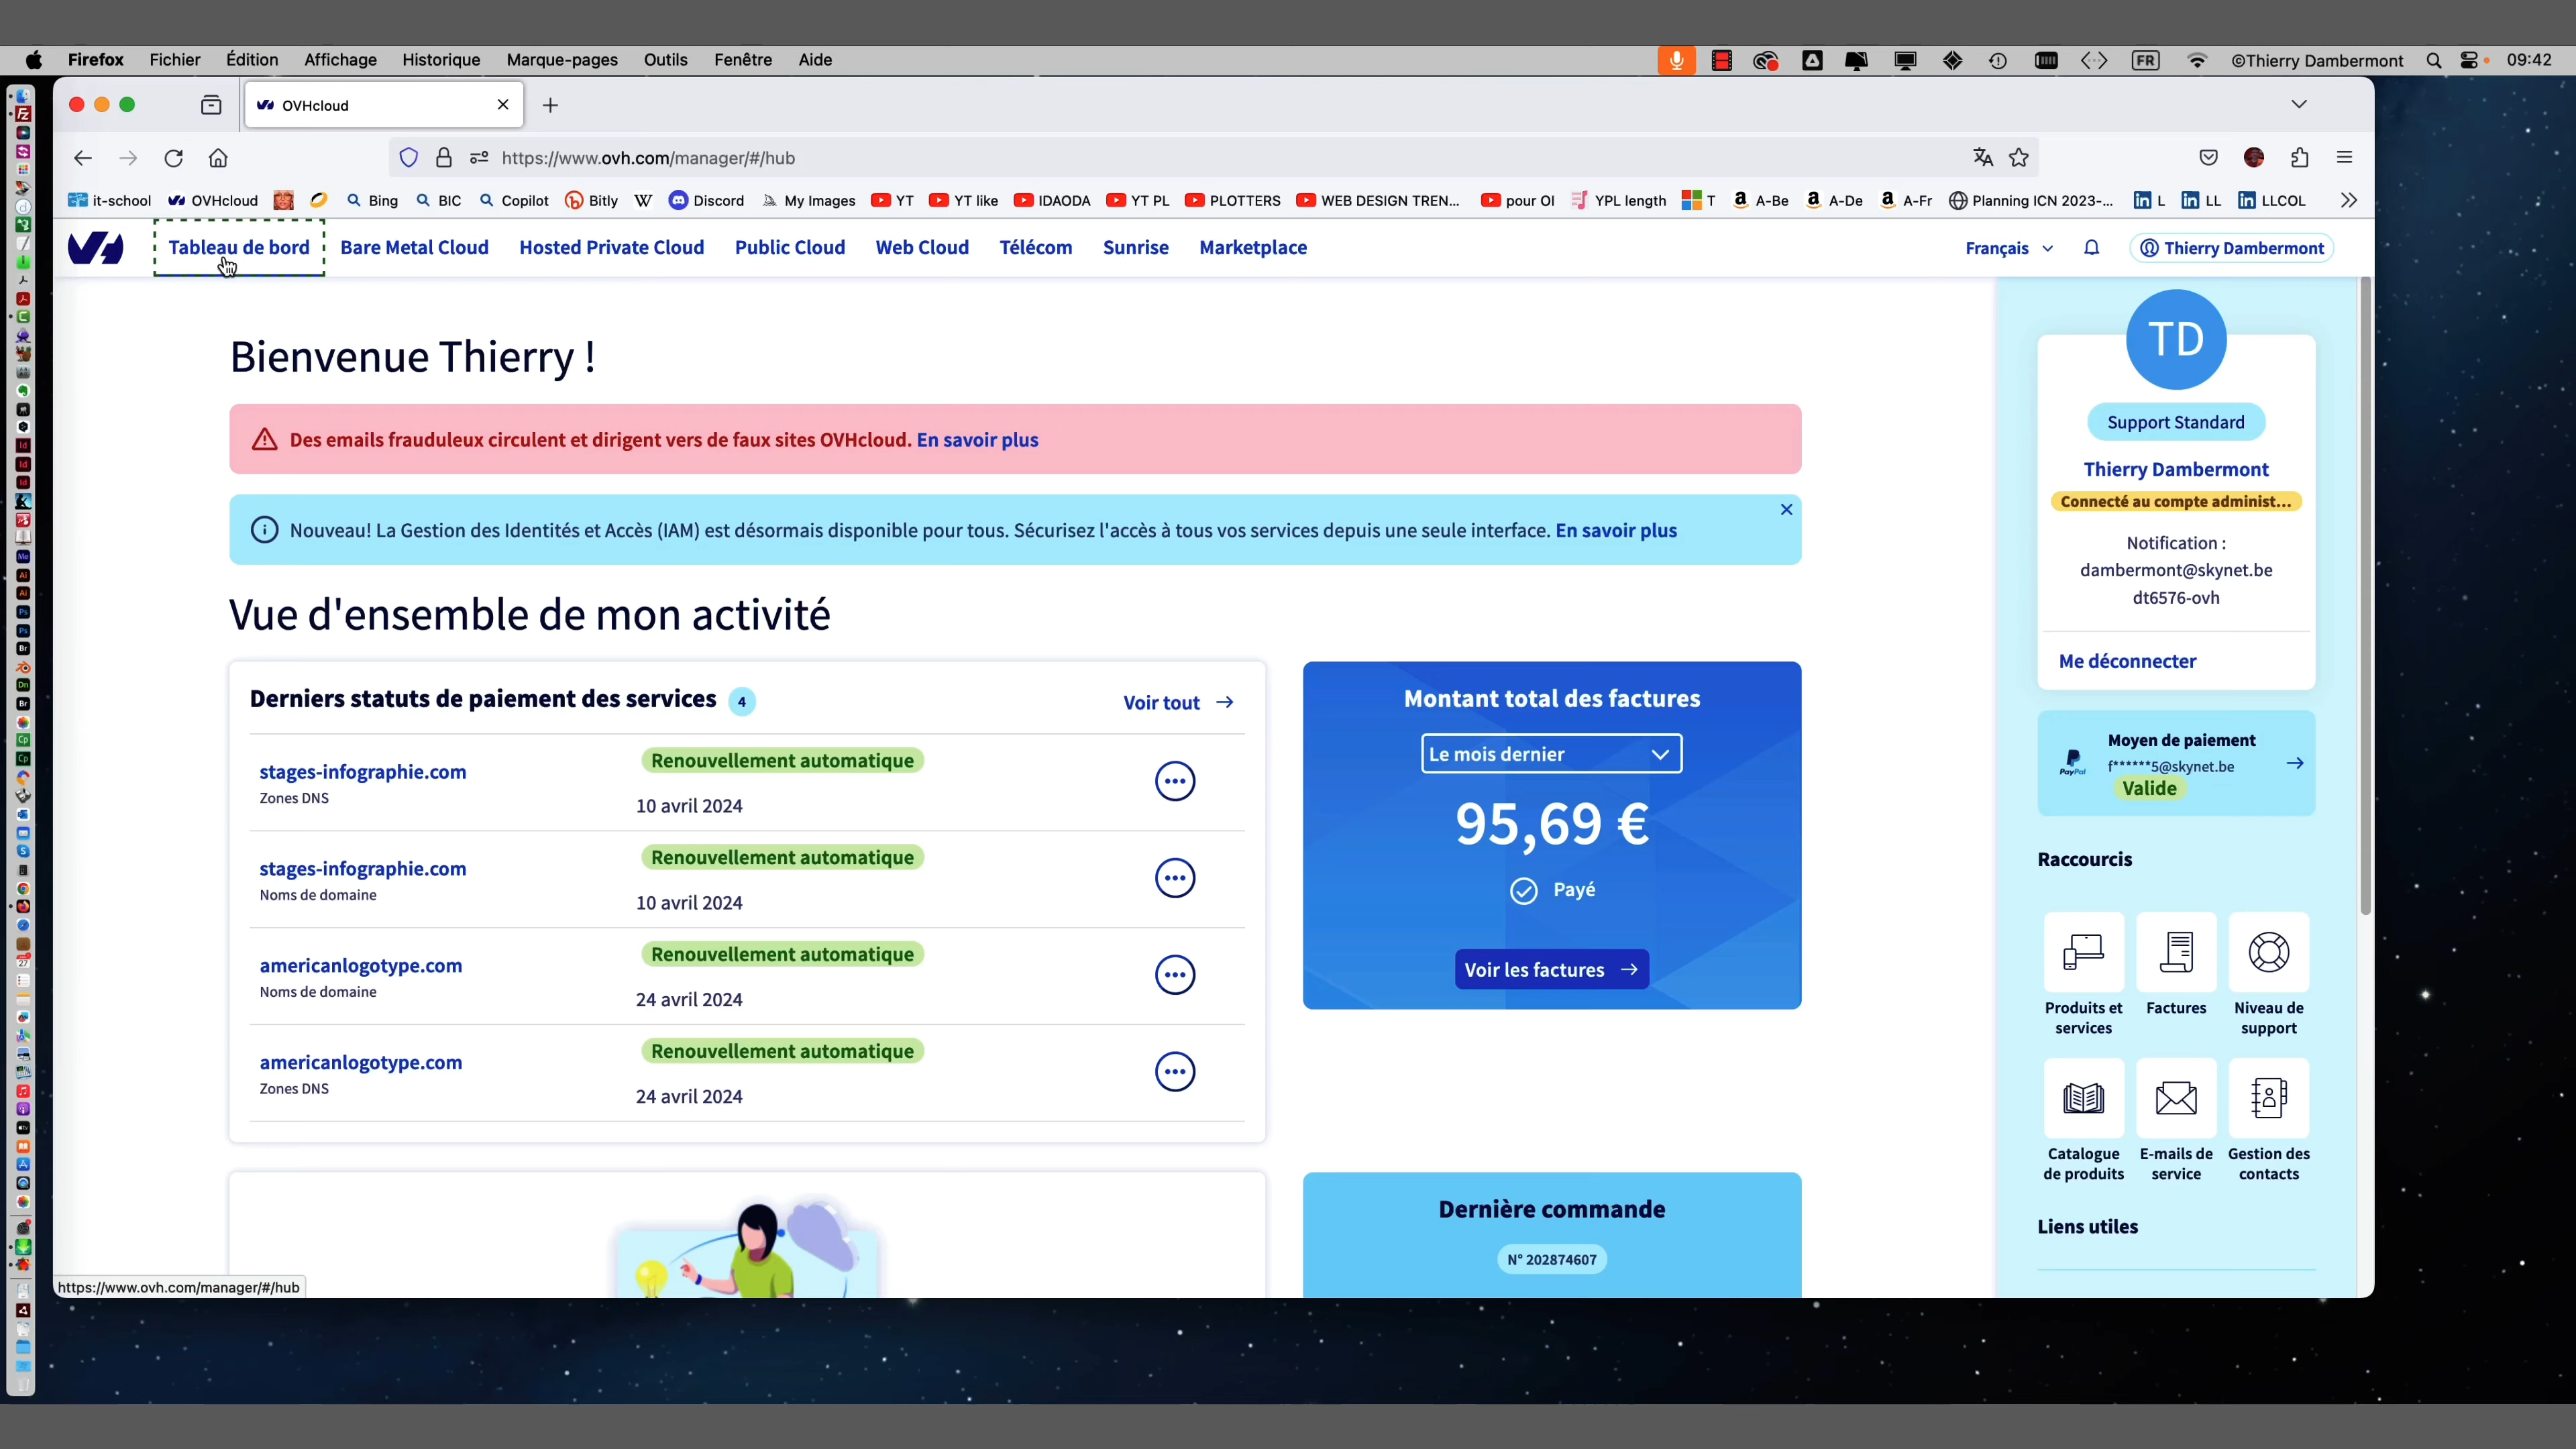 Firefox Fichier Édition Affichage Historique Marque-pages Outils Fenêtre Aide
FR ©Thierry Dambermont 09:42
OVHcloud
https://www.ovh.com/manager/#/hub
it-school OVHcloud Bing BIC Copilot Bitly W Discord My Images YT YT like IDAODA YT PL PLOTTERS WEB DESIGN TREN... pour OI YPL length T A-Be A-De A-Fr Planning ICN 2023-... L LL LLCOL
Tableau de bord Bare Metal Cloud Hosted Private Cloud Public Cloud Web Cloud Télécom Sunrise Marketplace Français Thierry Dambermont
Bienvenue Thierry !
Des emails frauduleux circulent et dirigent vers de faux sites OVHcloud. En savoir plus
Nouveau! La Gestion des Identités et Accès (IAM) est désormais disponible pour tous. Sécurisez l'accès à tous vos services depuis une seule interface. En savoir plus
Vue d'ensemble de mon activité
Derniers statuts de paiement des services 4 Voir tout
stages-infographie.com
Zones DNS
Renouvellement automatique
10 avril 2024
stages-infographie.com
Noms de domaine
Renouvellement automatique
10 avril 2024
americanlogotype.com
Noms de domaine
Renouvellement automatique
24 avril 2024
americanlogotype.com
Zones DNS
Renouvellement automatique
24 avril 2024
Montant total des factures
Le mois dernier
95,69 €
Payé
Voir les factures
Dernière commande
N° 202874607
TD
Support Standard
Thierry Dambermont
Connecté au compte administ...
Notification :
dambermont@skynet.be
dt6576-ovh
Me déconnecter
Moyen de paiement
PayPal
f******5@skynet.be
Valide
Raccourcis
Produits et
services
Factures
Niveau de
support
Catalogue
de produits
E-mails de
service
Gestion des
contacts
Liens utiles
https://www.ovh.com/manager/#/hub